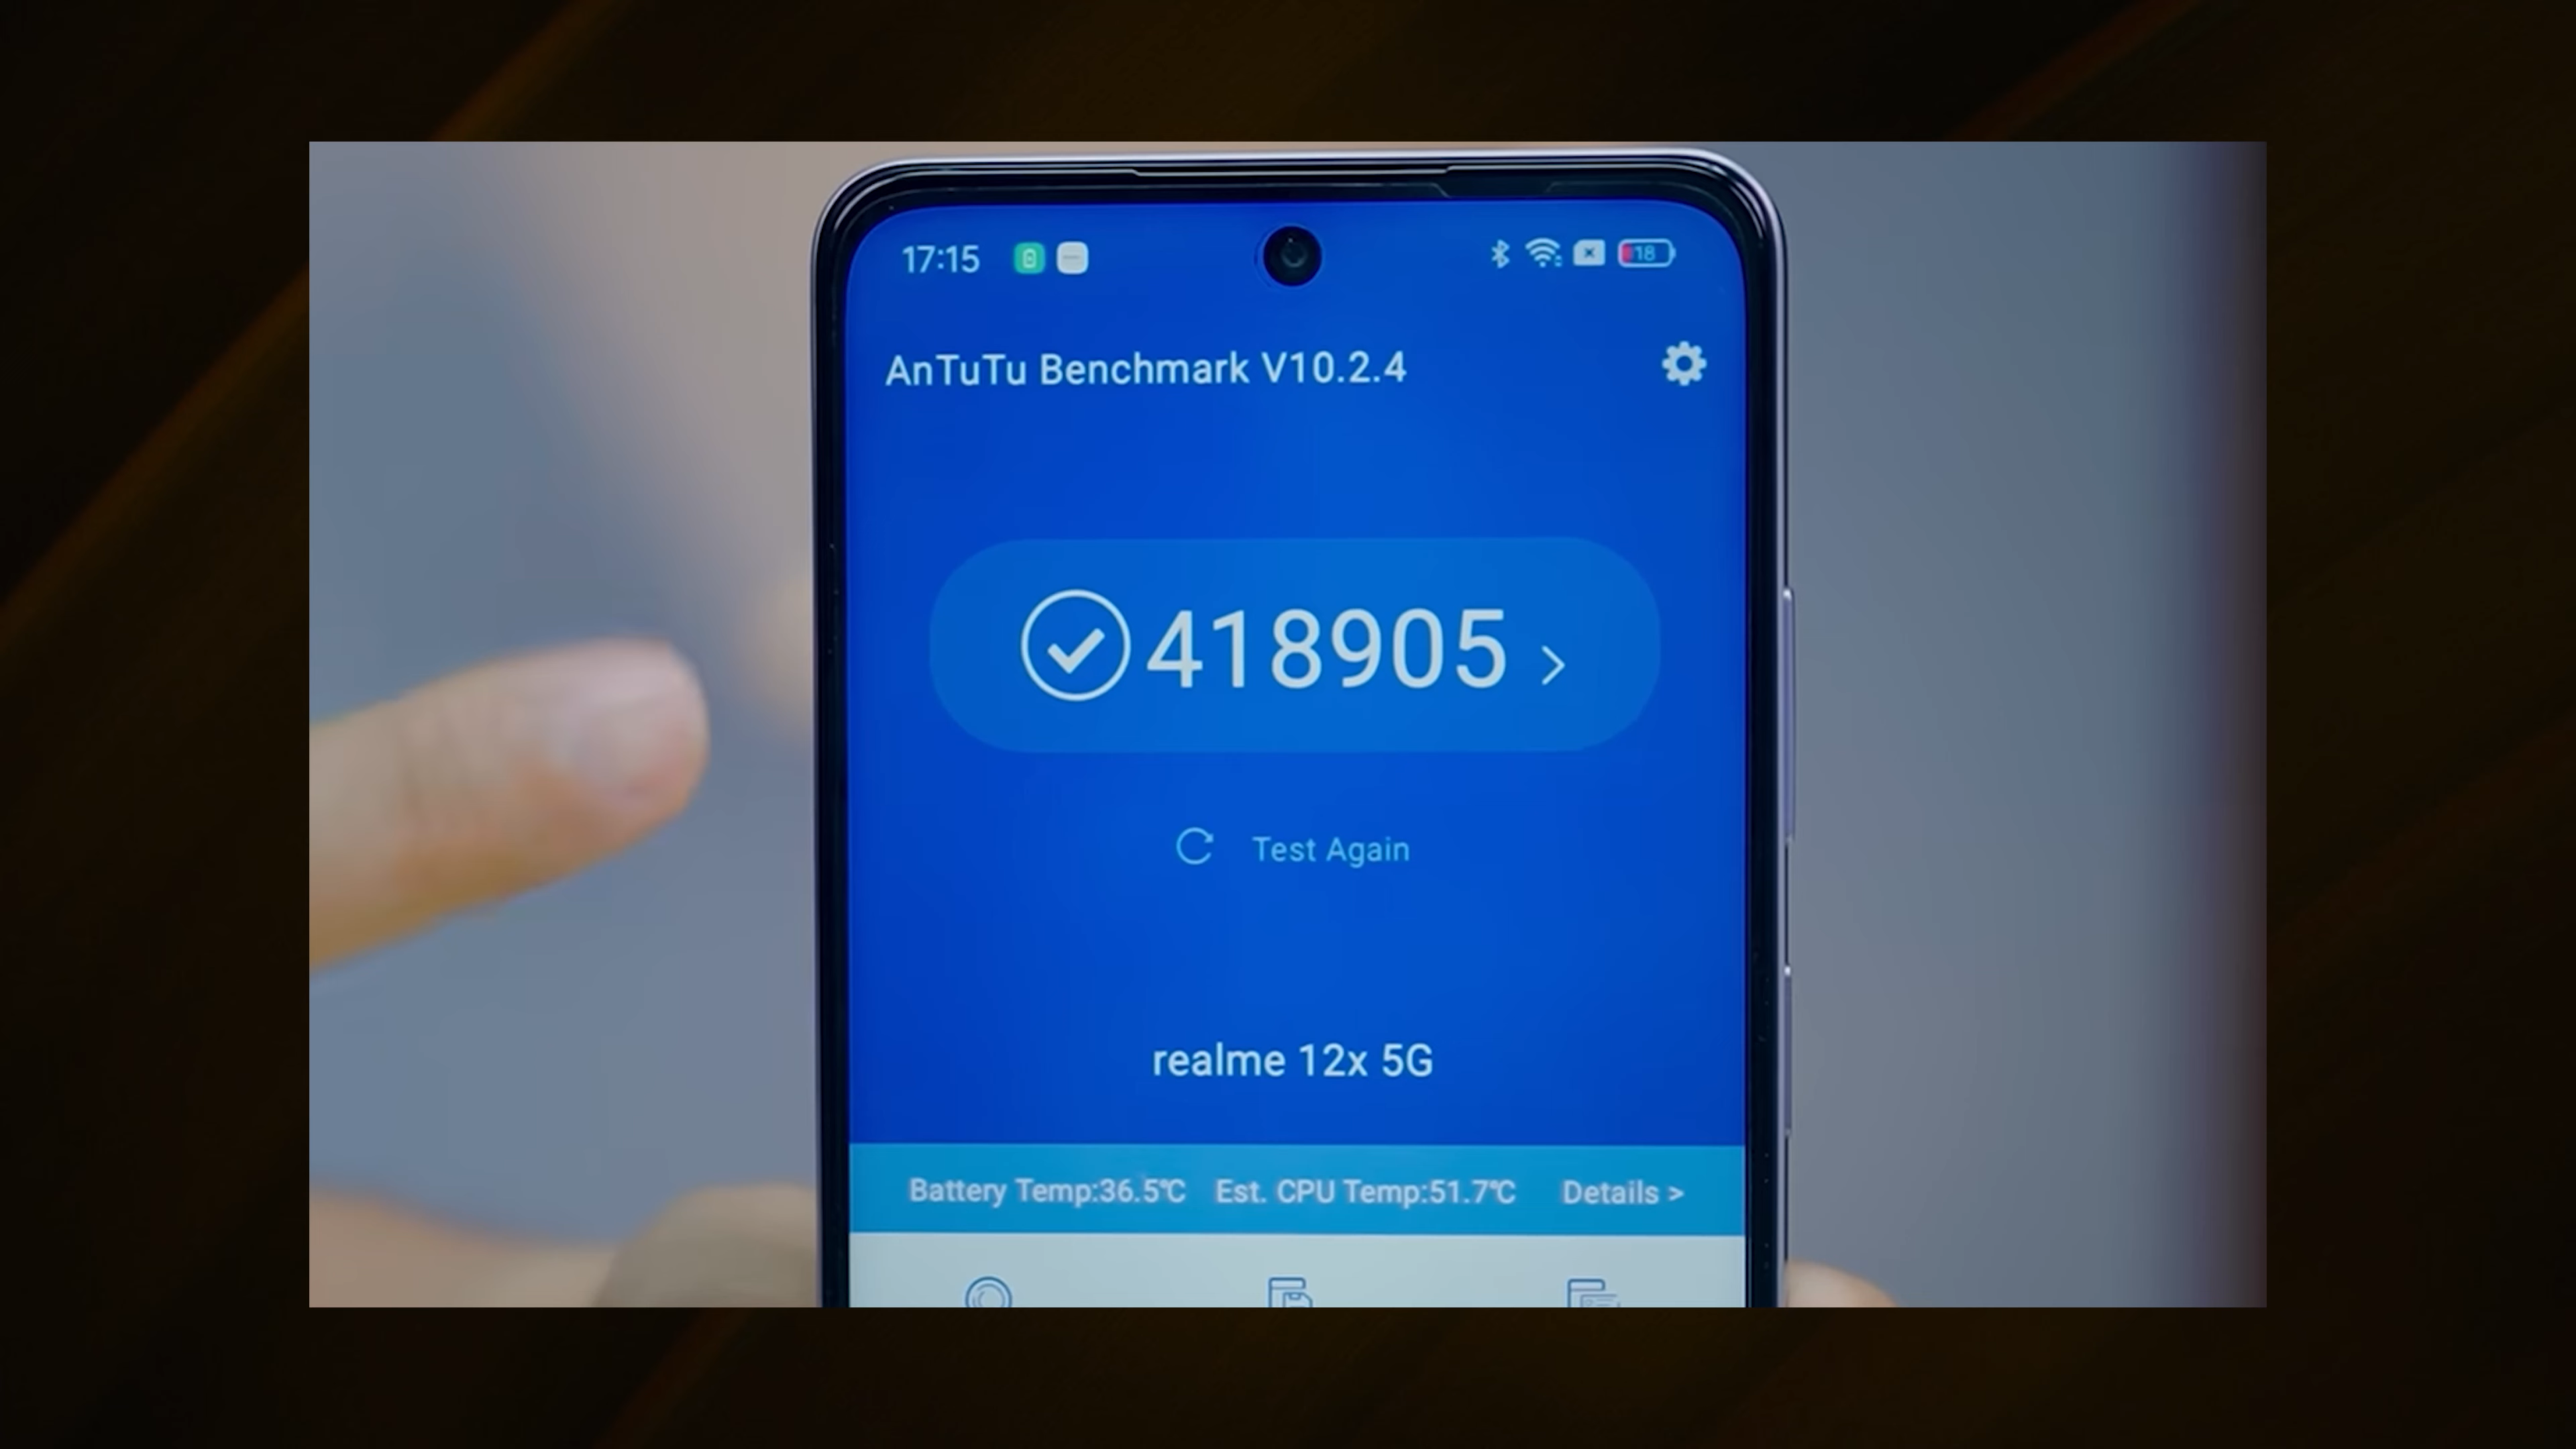 17:15 18
AnTuTu Benchmark V10.2.4
418905
Test Again
realme 12x 5G
Battery Temp:36.5℃ Est. CPU Temp:51.7℃ Details >